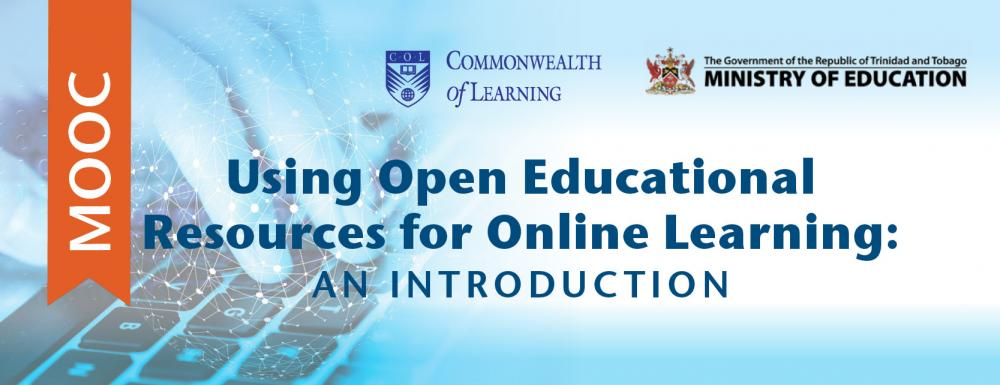 MOOC
C O L
COMMONWEALTH
of LEARNING
The Government of the Republic of Trinidad and Tobago
MINISTRY OF EDUCATION
Using Open Educational
Resources for Online Learning:
AN INTRODUCTION